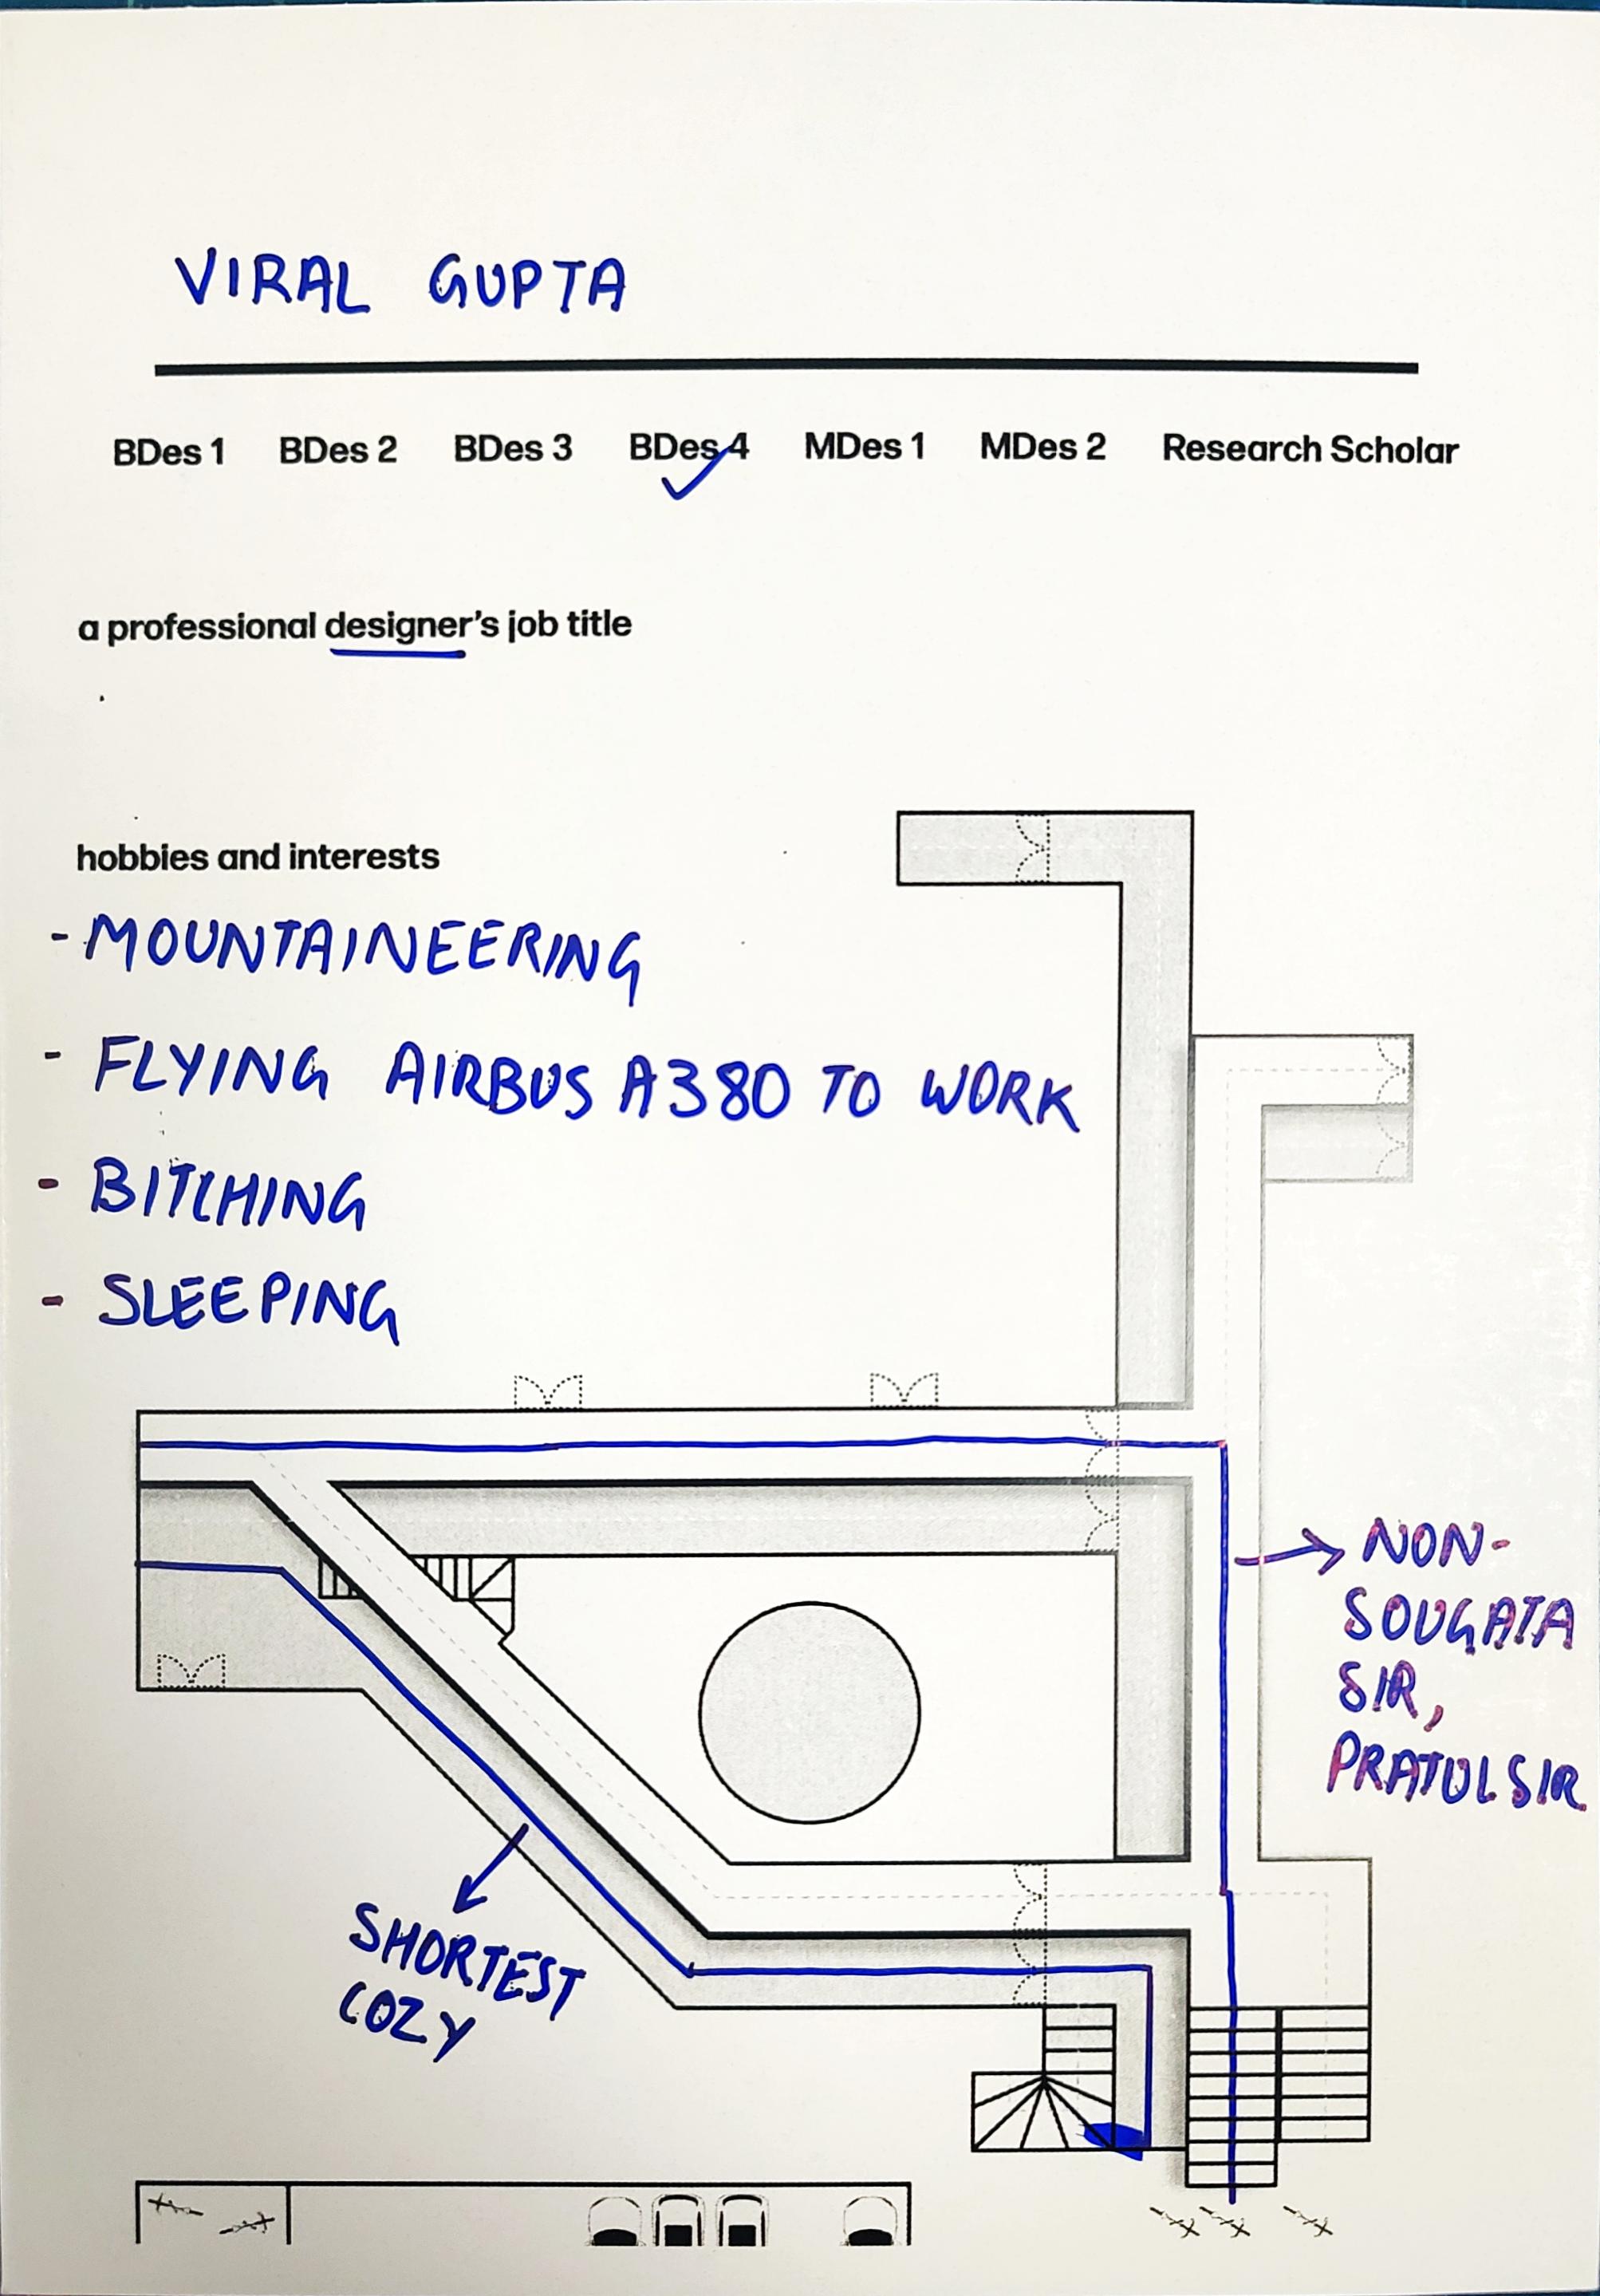 VIRAL GUPTA
BDes 1 BDes 2 BDes 3 BDes 4 MDes 1 MDes 2 Research Scholar
a professional designer's job title
hobbies and interests
- MOUNTAINEERING
- FLYING AIRBUS A380 TO WORK
- BITCHING
- SLEEPING
NON-
SOUGATA
SIR,
PRATUL SIR
SHORTEST
COZY